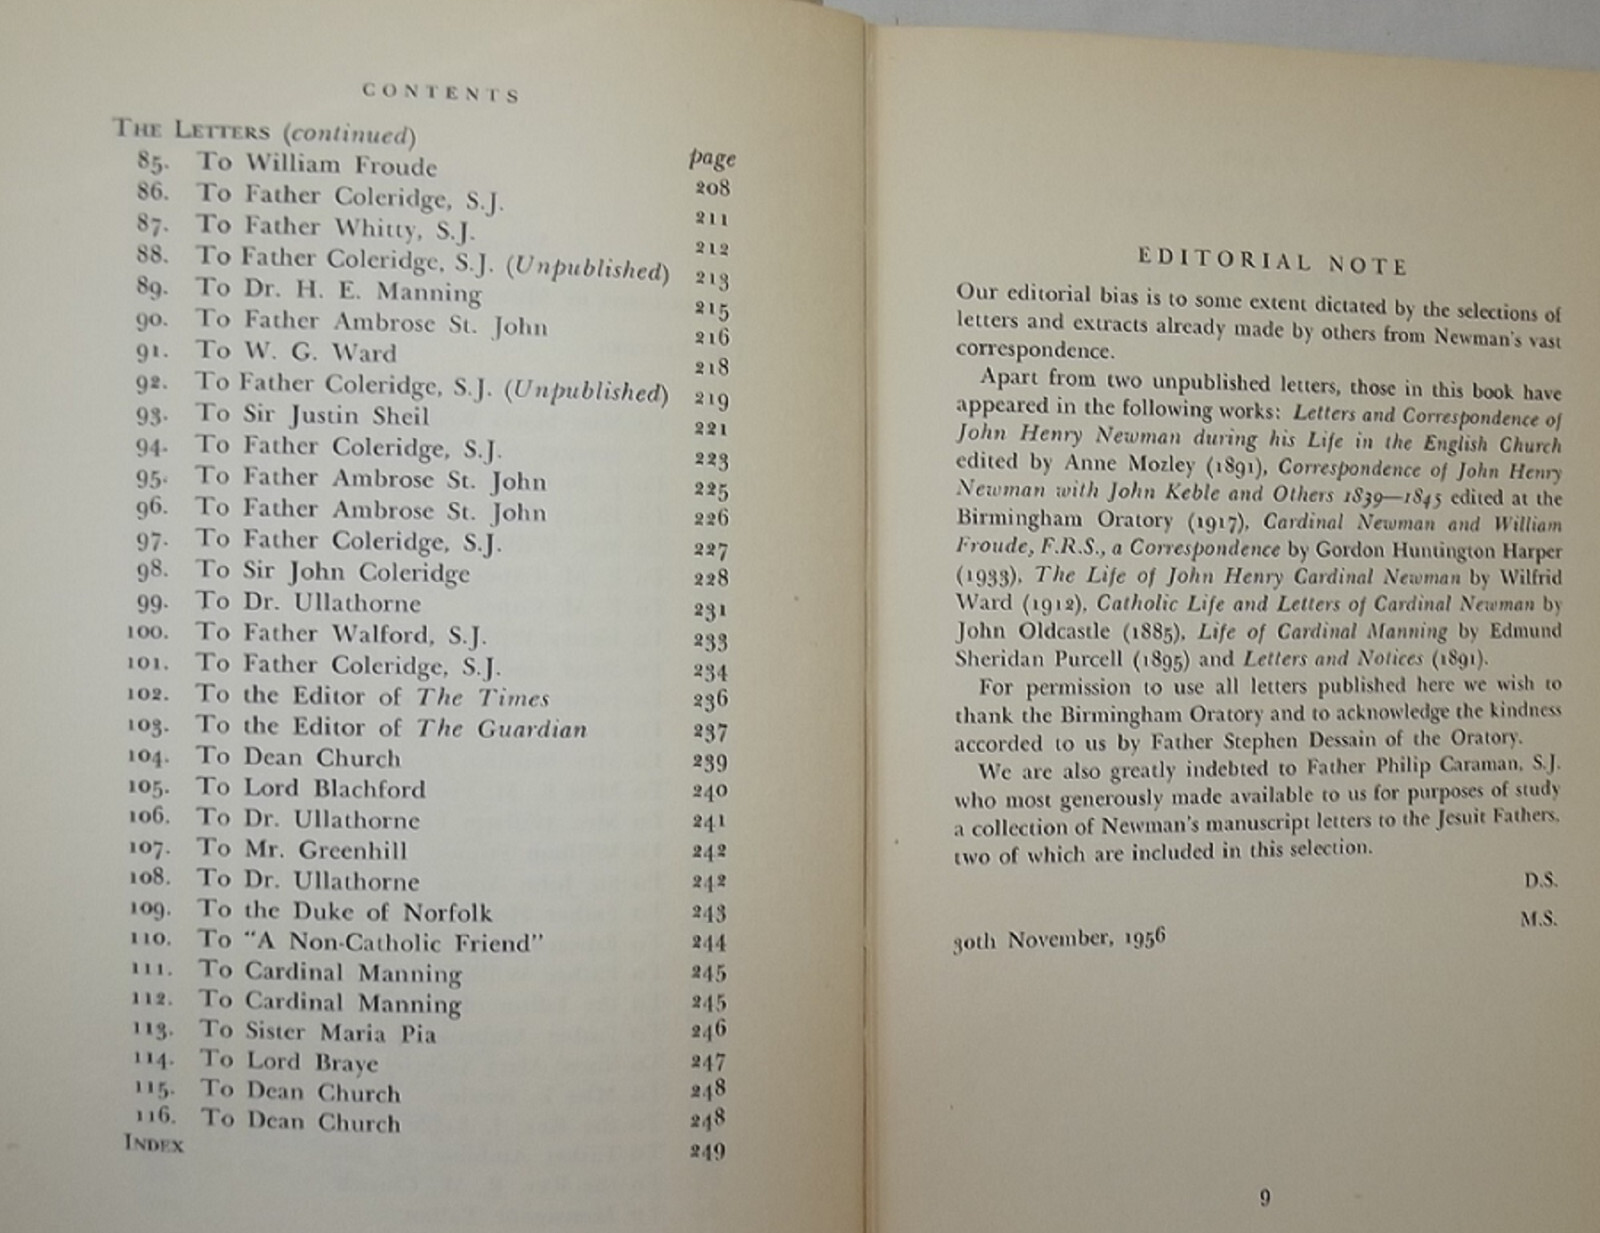 CONTENTS
THE LETTERS (continued) page
85. To William Froude 208
86. To Father Coleridge, S.J. 211
87. To Father Whitty, S.J. 212
88. To Father Coleridge, S.J. (Unpublished) 213
89. To Dr. H. E. Manning 215
90. To Father Ambrose St. John 216
91. To W. G. Ward 218
92. To Father Coleridge, S.J. (Unpublished) 219
93. To Sir Justin Sheil 221
94. To Father Coleridge, S.J. 223
95. To Father Ambrose St. John 225
96. To Father Ambrose St. John 226
97. To Father Coleridge, S.J. 227
98. To Sir John Coleridge 228
99. To Dr. Ullathorne 231
100. To Father Walford, S.J. 233
101. To Father Coleridge, S.J. 234
102. To the Editor of The Times 236
103. To the Editor of The Guardian 237
104. To Dean Church 239
105. To Lord Blachford 240
106. To Dr. Ullathorne 241
107. To Mr. Greenhill 242
108. To Dr. Ullathorne 242
109. To the Duke of Norfolk 243
110. To "A Non-Catholic Friend" 244
111. To Cardinal Manning 245
112. To Cardinal Manning 245
113. To Sister Maria Pia 246
114. To Lord Braye 247
115. To Dean Church 248
116. To Dean Church 248
INDEX 249
EDITORIAL NOTE
Our editorial bias is to some extent dictated by the selections of
letters and extracts already made by others from Newman's vast
correspondence.
Apart from two unpublished letters, those in this book have
appeared in the following works: Letters and Correspondence of
John Henry Newman during his Life in the English Church
edited by Anne Mozley (1891), Correspondence of John Henry
Newman with John Keble and Others 1839—1845 edited at the
Birmingham Oratory (1917), Cardinal Newman and William
Froude, F.R.S., a Correspondence by Gordon Huntington Harper
(1933), The Life of John Henry Cardinal Newman by Wilfrid
Ward (1912), Catholic Life and Letters of Cardinal Newman by
John Oldcastle (1885), Life of Cardinal Manning by Edmund
Sheridan Purcell (1895) and Letters and Notices (1891).
For permission to use all letters published here we wish to
thank the Birmingham Oratory and to acknowledge the kindness
accorded to us by Father Stephen Dessain of the Oratory.
We are also greatly indebted to Father Philip Caraman, S.J.
who most generously made available to us for purposes of study
a collection of Newman's manuscript letters to the Jesuit Fathers,
two of which are included in this selection.
D.S.
M.S.
30th November, 1956
9